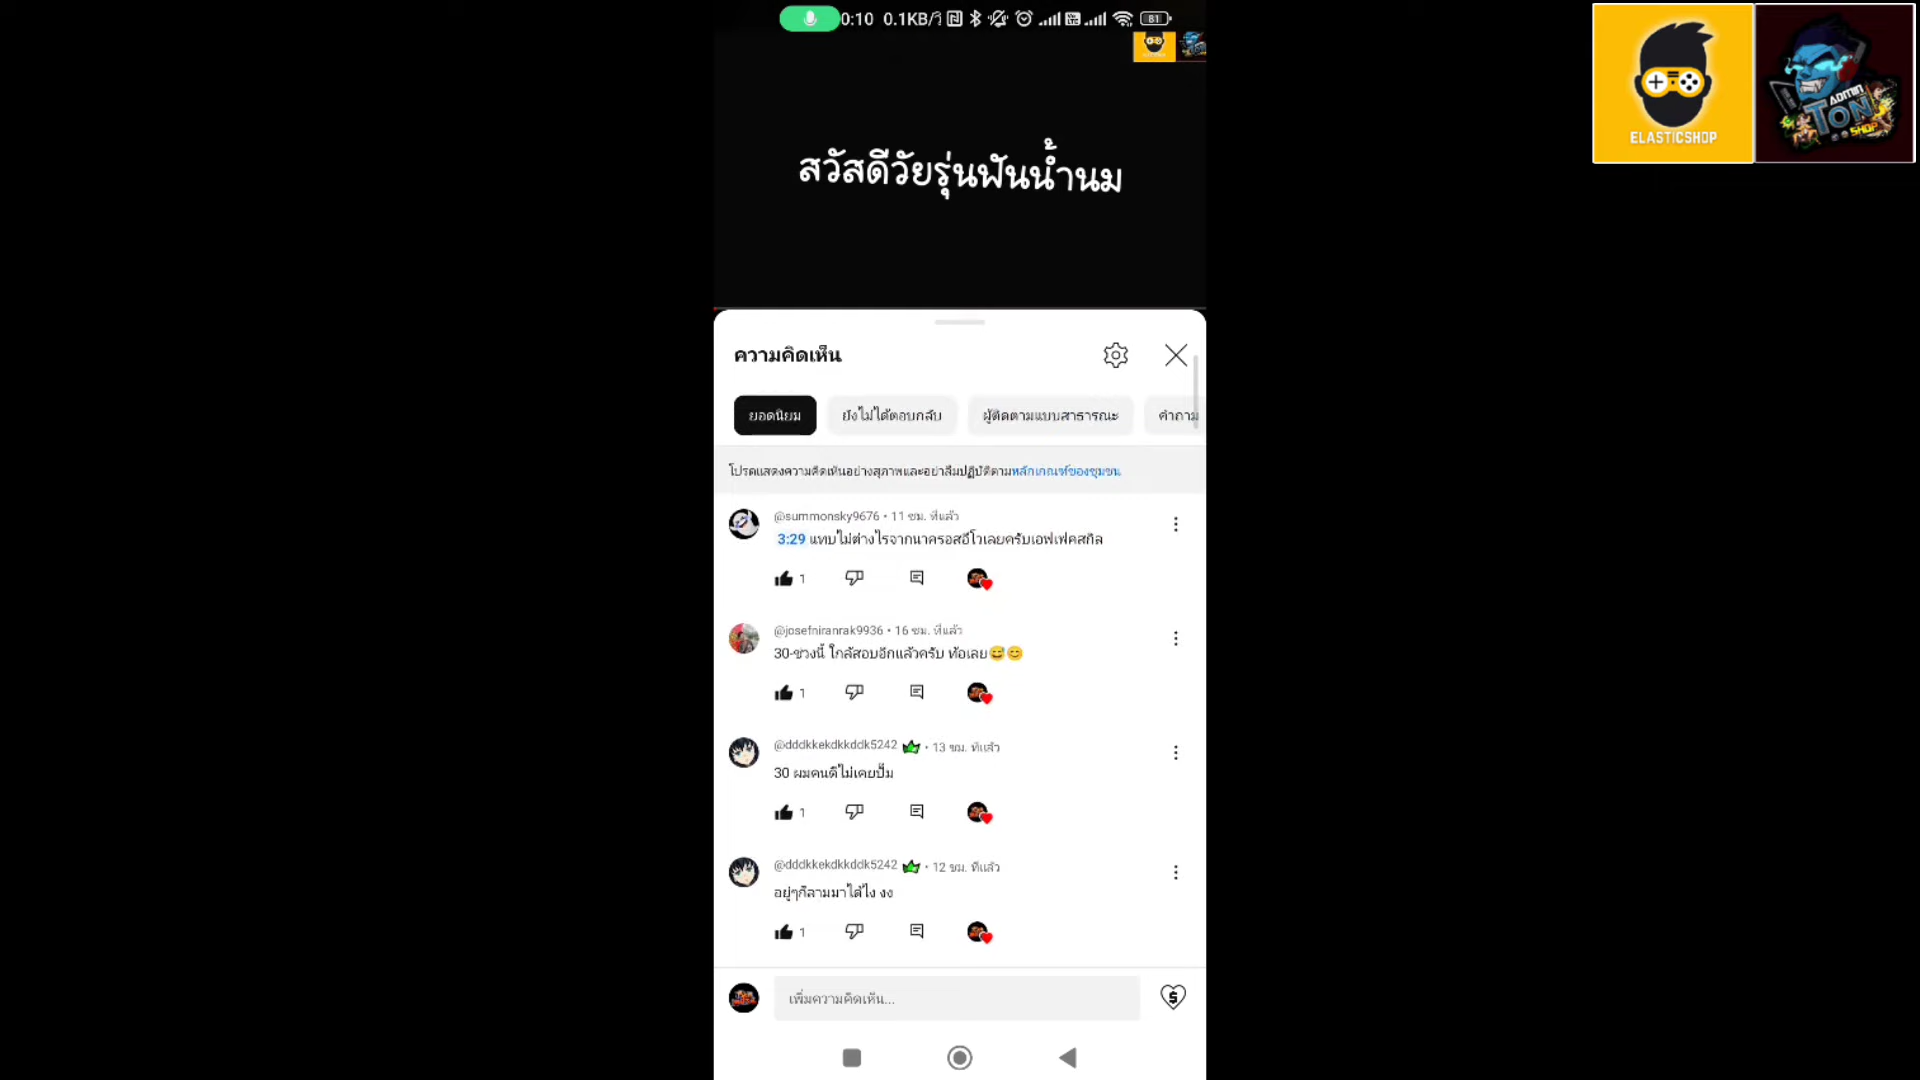 0:10 0.1KB/ว 81
ELASTICSHOP
ADMIN
TON
SHOP
สวัสดีวัยรุ่นฟันน้ำนม
ความคิดเห็น
ยอดนิยม ยังไม่ได้ตอบกลับ ผู้ติดตามแบบสาธารณะ คำถาม
โปรดแสดงความคิดเห็นอย่างสุภาพและอย่าลืมปฏิบัติตามหลักเกณฑ์ของชุมชน
@summonsky9676 • 11 ชม. ที่แล้ว
3:29 แทบไม่ต่างไรจากนาครอสอีโวเลยครับเอฟเฟคสกิล
1
@josefniranrak9936 • 16 ชม. ที่แล้ว
30-ช่วงนี้ ใกล้สอบอีกแล้วครับ ท้อเลย😅😊
1
@dddkkekdkkddk5242 • 13 ชม. ที่แล้ว
30 ผมคนดีไม่เคยปั๊ม
1
@dddkkekdkkddk5242 • 12 ชม. ที่แล้ว
อยู่ๆก็ลามมาได้ไง งง
1
เพิ่มความคิดเห็น...